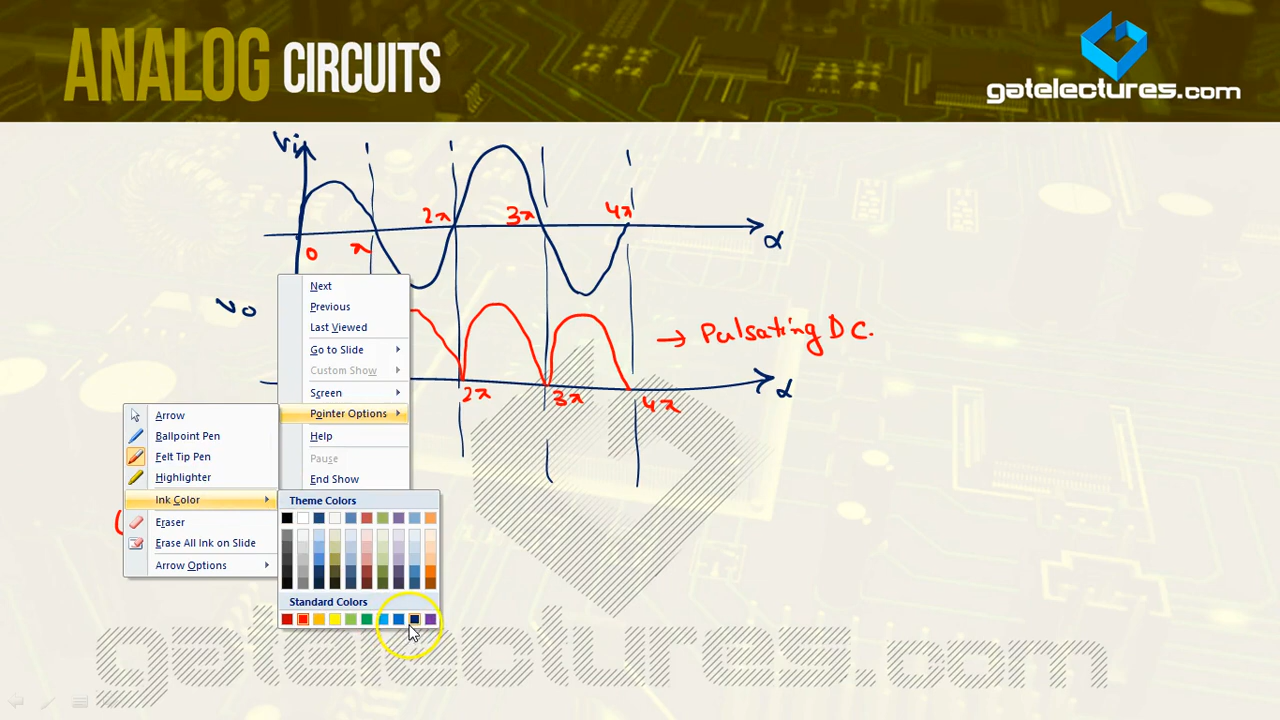 ANALOG CIRCUITS
gatelectures.com
Vi
0 π 2π 3π 4π
α
Vo
→ Pulsating DC.
2π 3π 4π
α
Next
Previous
Last Viewed
Go to Slide
Custom Show
Screen
Pointer Options
Help
Pause
End Show
Arrow
Ballpoint Pen
Felt Tip Pen
Highlighter
Ink Color
Eraser
Erase All Ink on Slide
Arrow Options
Theme Colors
Standard Colors
gatelectures.com